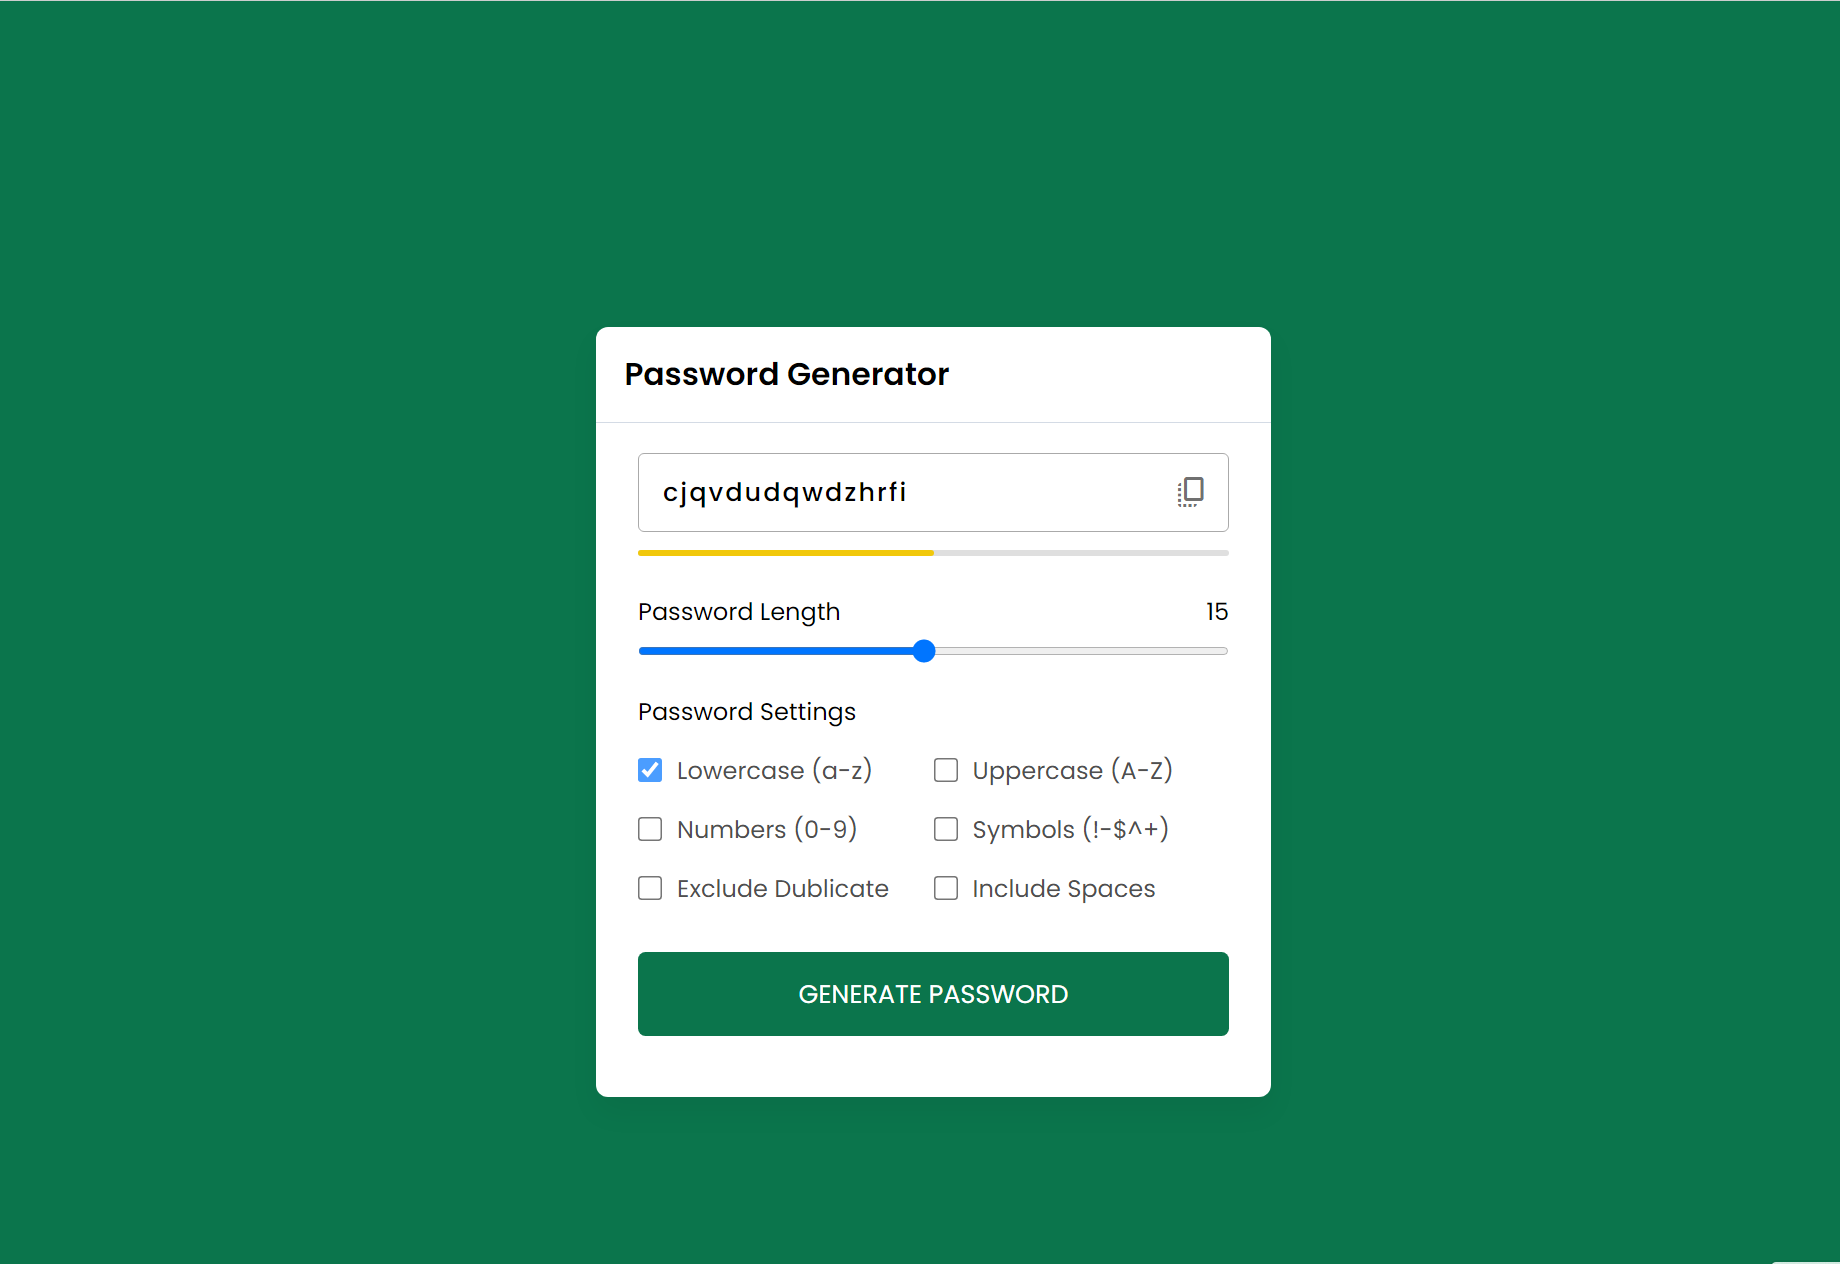 Password Generator
cjqvdudqwdzhrfi
Password Length 15
Password Settings
Lowercase (a-z) Uppercase (A-Z)
Numbers (0-9) Symbols (!-$^+)
Exclude Dublicate Include Spaces
GENERATE PASSWORD